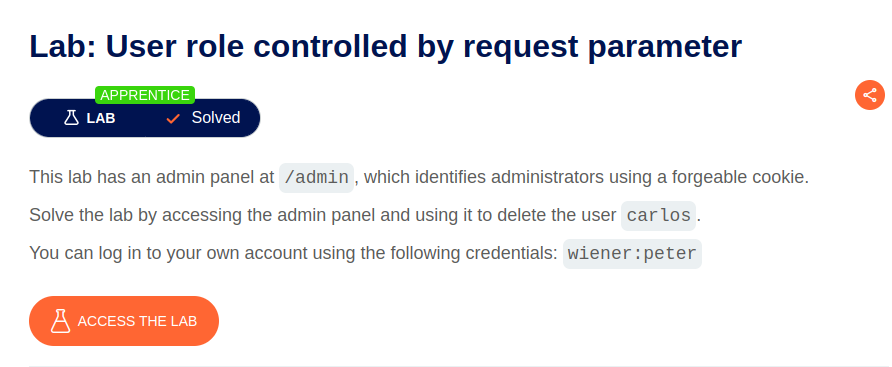 Lab: User role controlled by request parameter
APPRENTICE
LAB Solved
This lab has an admin panel at /admin, which identifies administrators using a forgeable cookie.
Solve the lab by accessing the admin panel and using it to delete the user carlos.
You can log in to your own account using the following credentials: wiener:peter
ACCESS THE LAB